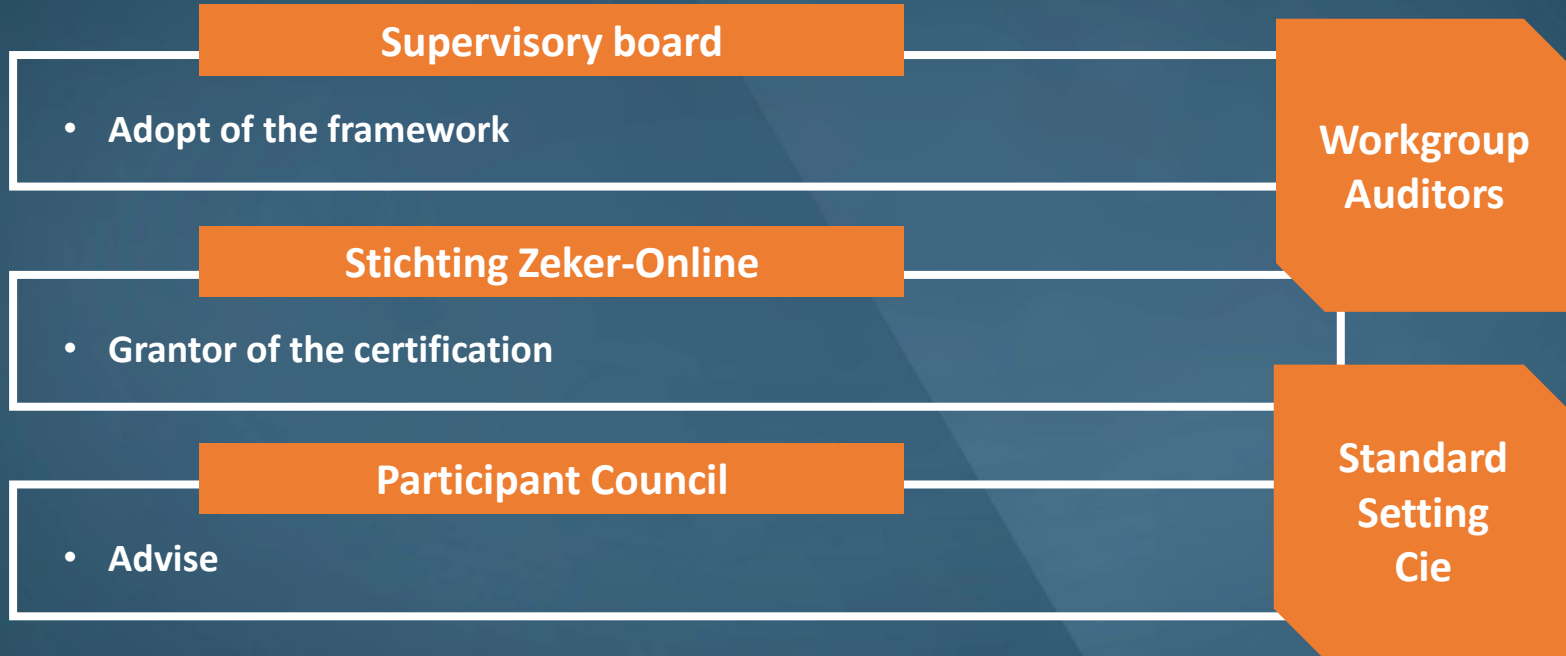 Supervisory board
• Adopt of the framework
Workgroup
Auditors
Stichting Zeker-Online
• Grantor of the certification
Participant Council
• Advise
Standard
Setting
Cie